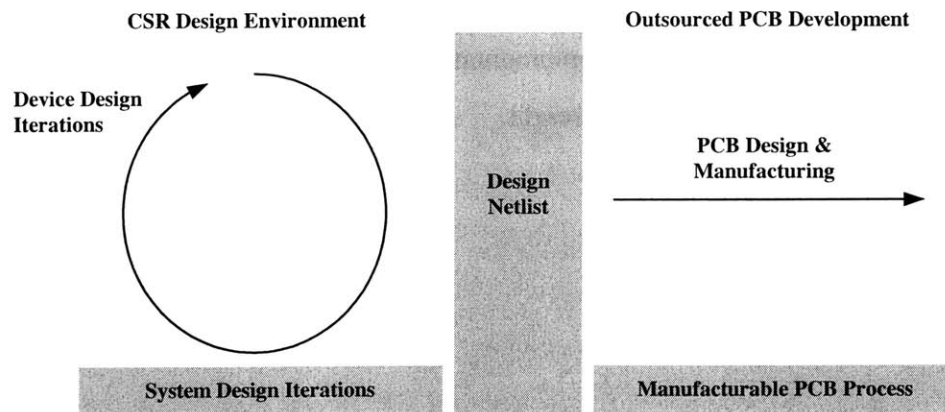 CSR Design Environment
Outsourced PCB Development
Device Design
Iterations
PCB Design &
Manufacturing
Design
Netlist
System Design Iterations
Manufacturable PCB Process